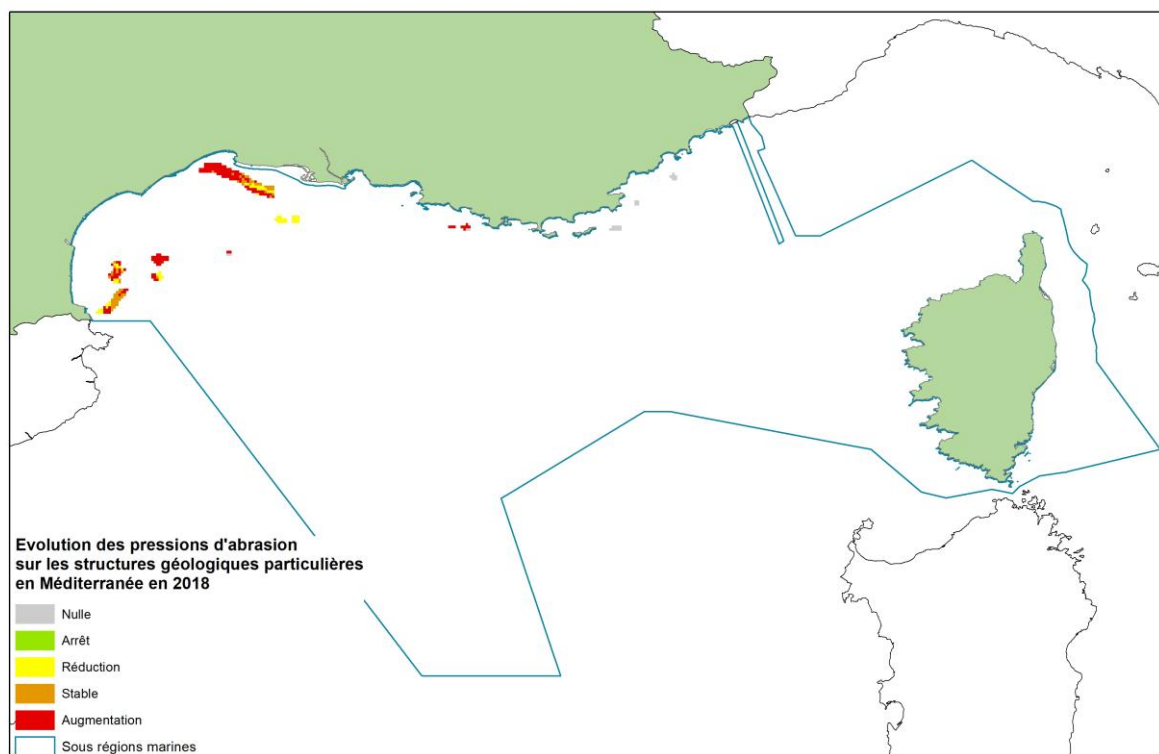 Evolution des pressions d'abrasion
sur les structures géologiques particulières
en Méditerranée en 2018
Nulle
Arrêt
Réduction
Stable
Augmentation
Sous régions marines